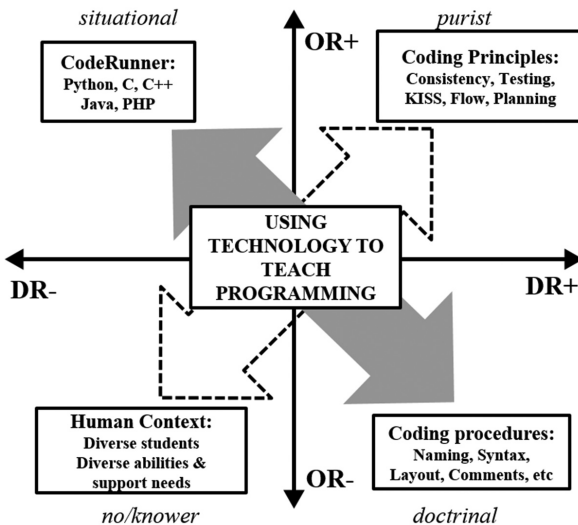 situational
purist
OR+
CodeRunner:
Python, C, C++
Java, PHP
Coding Principles:
Consistency, Testing,
KISS, Flow, Planning
USING
TECHNOLOGY TO
TEACH
PROGRAMMING
DR-
DR+
Human Context:
Diverse students
Diverse abilities &
support needs
Coding procedures:
Naming, Syntax,
Layout, Comments, etc
OR-
no/knower
doctrinal